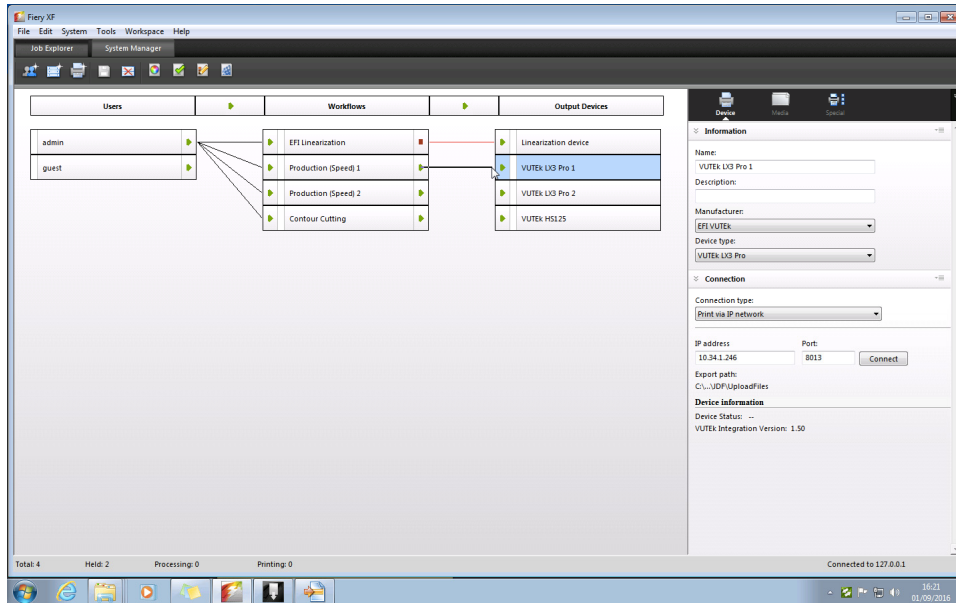 Fiery XF
File Edit System Tools Workspace Help
Job Explorer System Manager
Users Workflows Output Devices
admin EFI Linearization Linearization device
guest Production (Speed) 1 VUTEk LX3 Pro 1
Production (Speed) 2 VUTEk LX3 Pro 2
Contour Cutting VUTEk HS125
Device Media Special
Information
Name:
VUTEk LX3 Pro 1
Description:
Manufacturer:
EFI VUTEk
Device type:
VUTEk LX3 Pro
Connection
Connection type:
Print via IP network
IP address Port:
10.34.1.246 8013 Connect
Export path:
C:\...\JDF\UploadFiles
Device information
Device Status: --
VUTEk Integration Version: 1.50
Total: 4 Held: 2 Processing: 0 Printing: 0 Connected to 127.0.0.1
16:21
01/09/2016